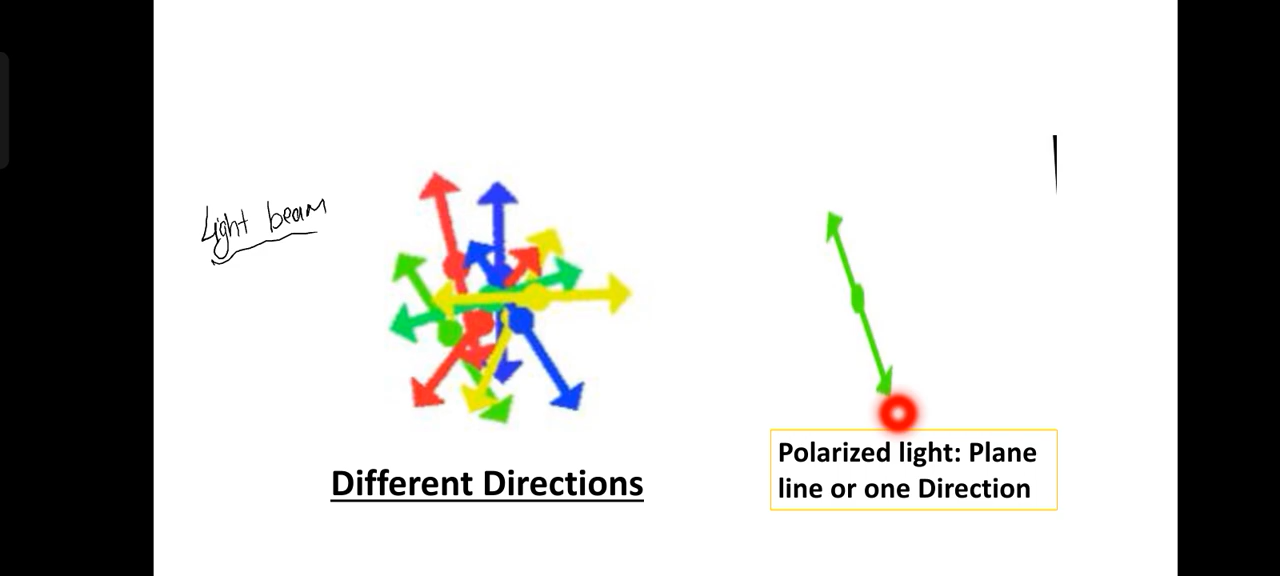 Light beam
Different Directions
Polarized light: Plane
line or one Direction